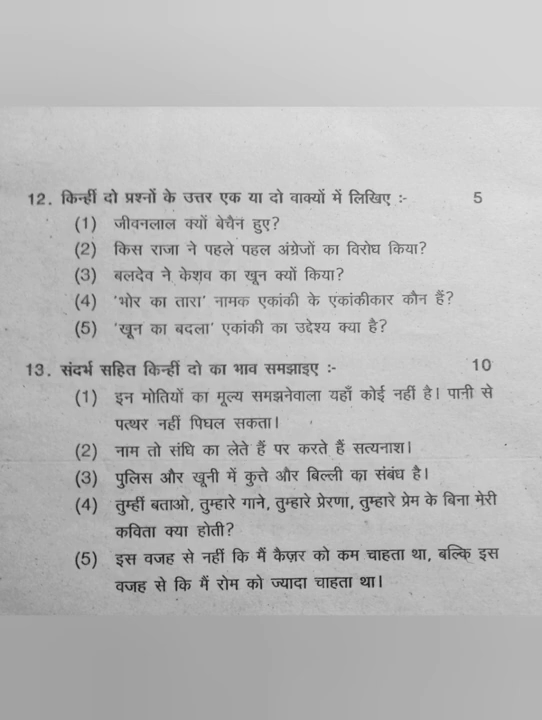 12. किन्हीं दो प्रश्नों के उत्तर एक या दो वाक्यों में लिखिए :- 5
(1) जीवनलाल क्यों बेचैन हुए?
(2) किस राजा ने पहले पहल अंग्रेजों का विरोध किया?
(3) बलदेव ने केशव का खून क्यों किया?
(4) 'भोर का तारा' नामक एकांकी के एकांकीकार कौन हैं?
(5) 'खून का बदला' एकांकी का उद्देश्य क्या है?
13. संदर्भ सहित किन्हीं दो का भाव समझाइए :- 10
(1) इन मोतियों का मूल्य समझनेवाला यहाँ कोई नहीं है। पानी से
पत्थर नहीं पिघल सकता।
(2) नाम तो संधि का लेते हैं पर करते हैं सत्यनाश।
(3) पुलिस और खूनी में कुत्ते और बिल्ली का संबंध है।
(4) तुम्हीं बताओ, तुम्हारे गाने, तुम्हारे प्रेरणा, तुम्हारे प्रेम के बिना मेरी
कविता क्या होती?
(5) इस वजह से नहीं कि मैं कैज़र को कम चाहता था, बल्कि इस
वजह से कि मैं रोम को ज्यादा चाहता था।